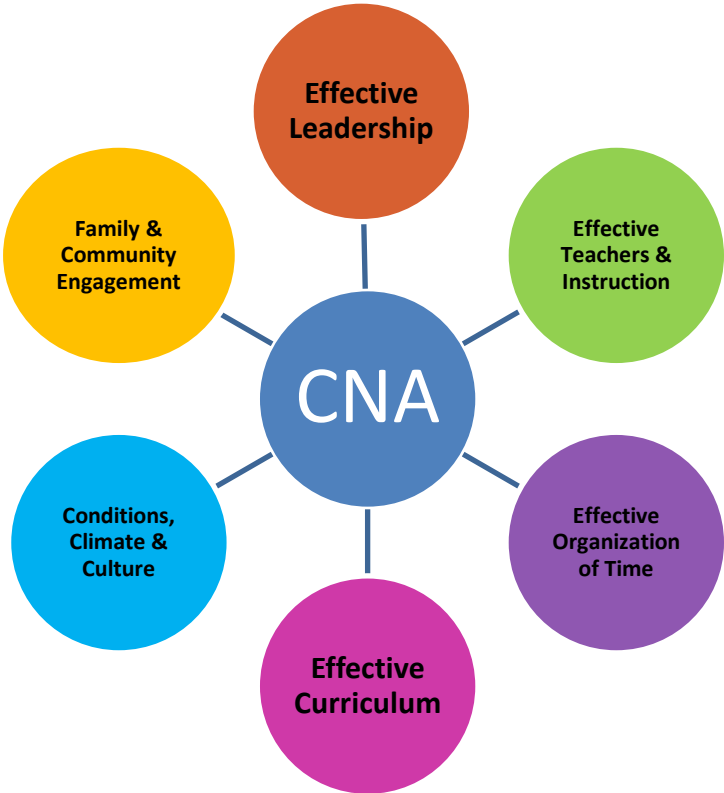 Effective
Leadership
Family &
Community
Engagement
Effective
Teachers &
Instruction
CNA
Conditions,
Climate &
Culture
Effective
Organization
of Time
Effective
Curriculum